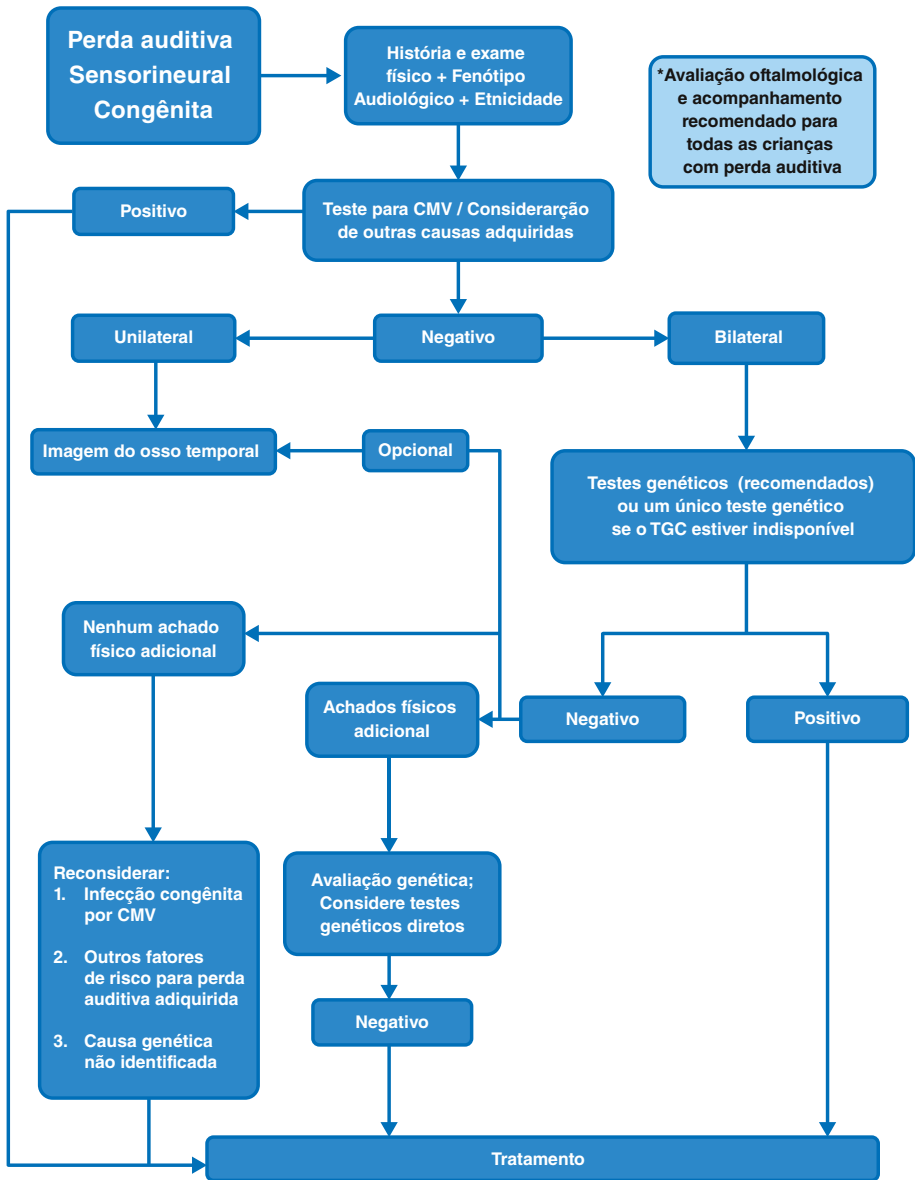 Perda auditiva
Sensorineural
Congênita
História e exame
físico + Fenótipo
Audiológico + Etnicidade
*Avaliação oftalmológica
e acompanhamento
recomendado para
todas as crianças
com perda auditiva
Positivo
Teste para CMV / Considerarção
de outras causas adquiridas
Unilateral
Negativo
Bilateral
Imagem do osso temporal
Opcional
Testes genéticos (recomendados)
ou um único teste genético
se o TGC estiver indisponível
Nenhum achado
físico adicional
Achados físicos
adicional
Negativo
Positivo
Reconsiderar:
1. Infecção congênita
por CMV
2. Outros fatores
de risco para perda
auditiva adiquirida
3. Causa genética
não identificada
Avaliação genética;
Considere testes
genéticos diretos
Negativo
Tratamento